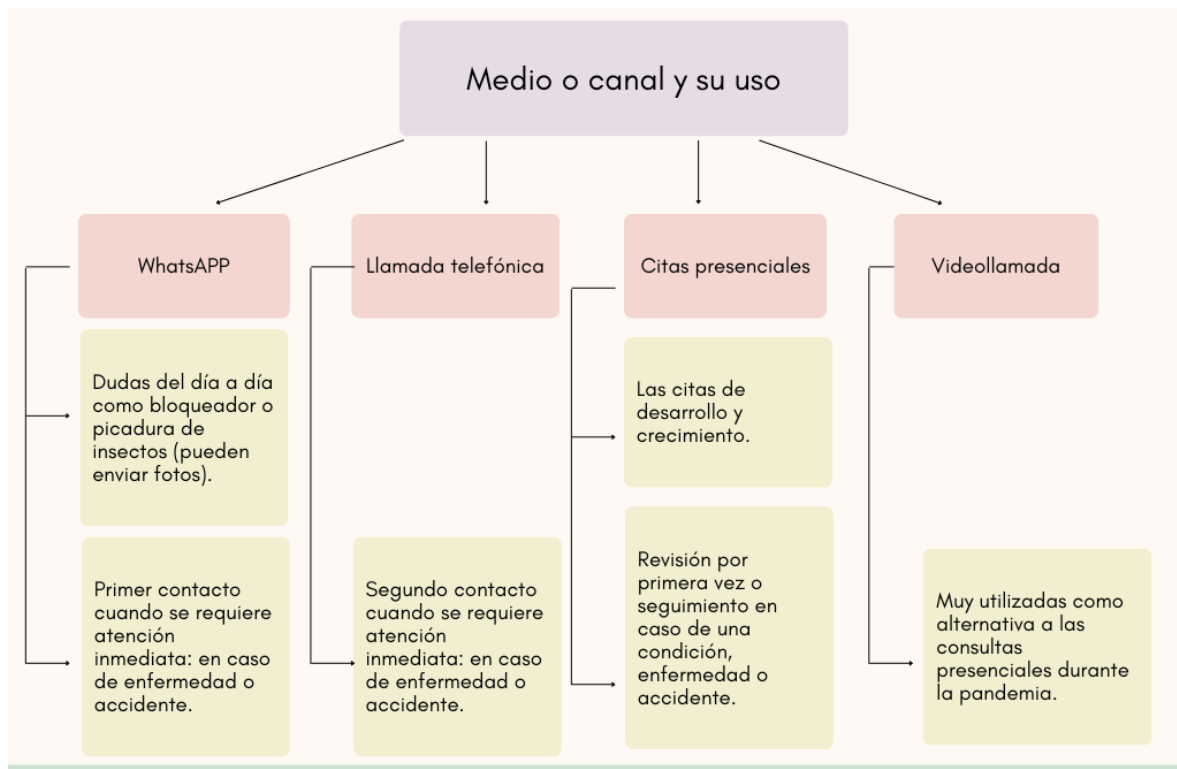 Medio o canal y su uso
WhatsAPP
Llamada telefónica
Citas presenciales
Videollamada
Dudas del día a día
como bloqueador o
picadura de
insectos (pueden
enviar fotos).
Primer contacto
cuando se requiere
atención
inmediata: en caso
de enfermedad o
accidente.
Segundo contacto
cuando se requiere
atención
inmediata: en caso
de enfermedad o
accidente.
Las citas de
desarrollo y
crecimiento.
Revisión por
primera vez o
seguimiento en
caso de una
condición,
enfermedad o
accidente.
Muy utilizadas como
alternativa a las
consultas
presenciales durante
la pandemia.